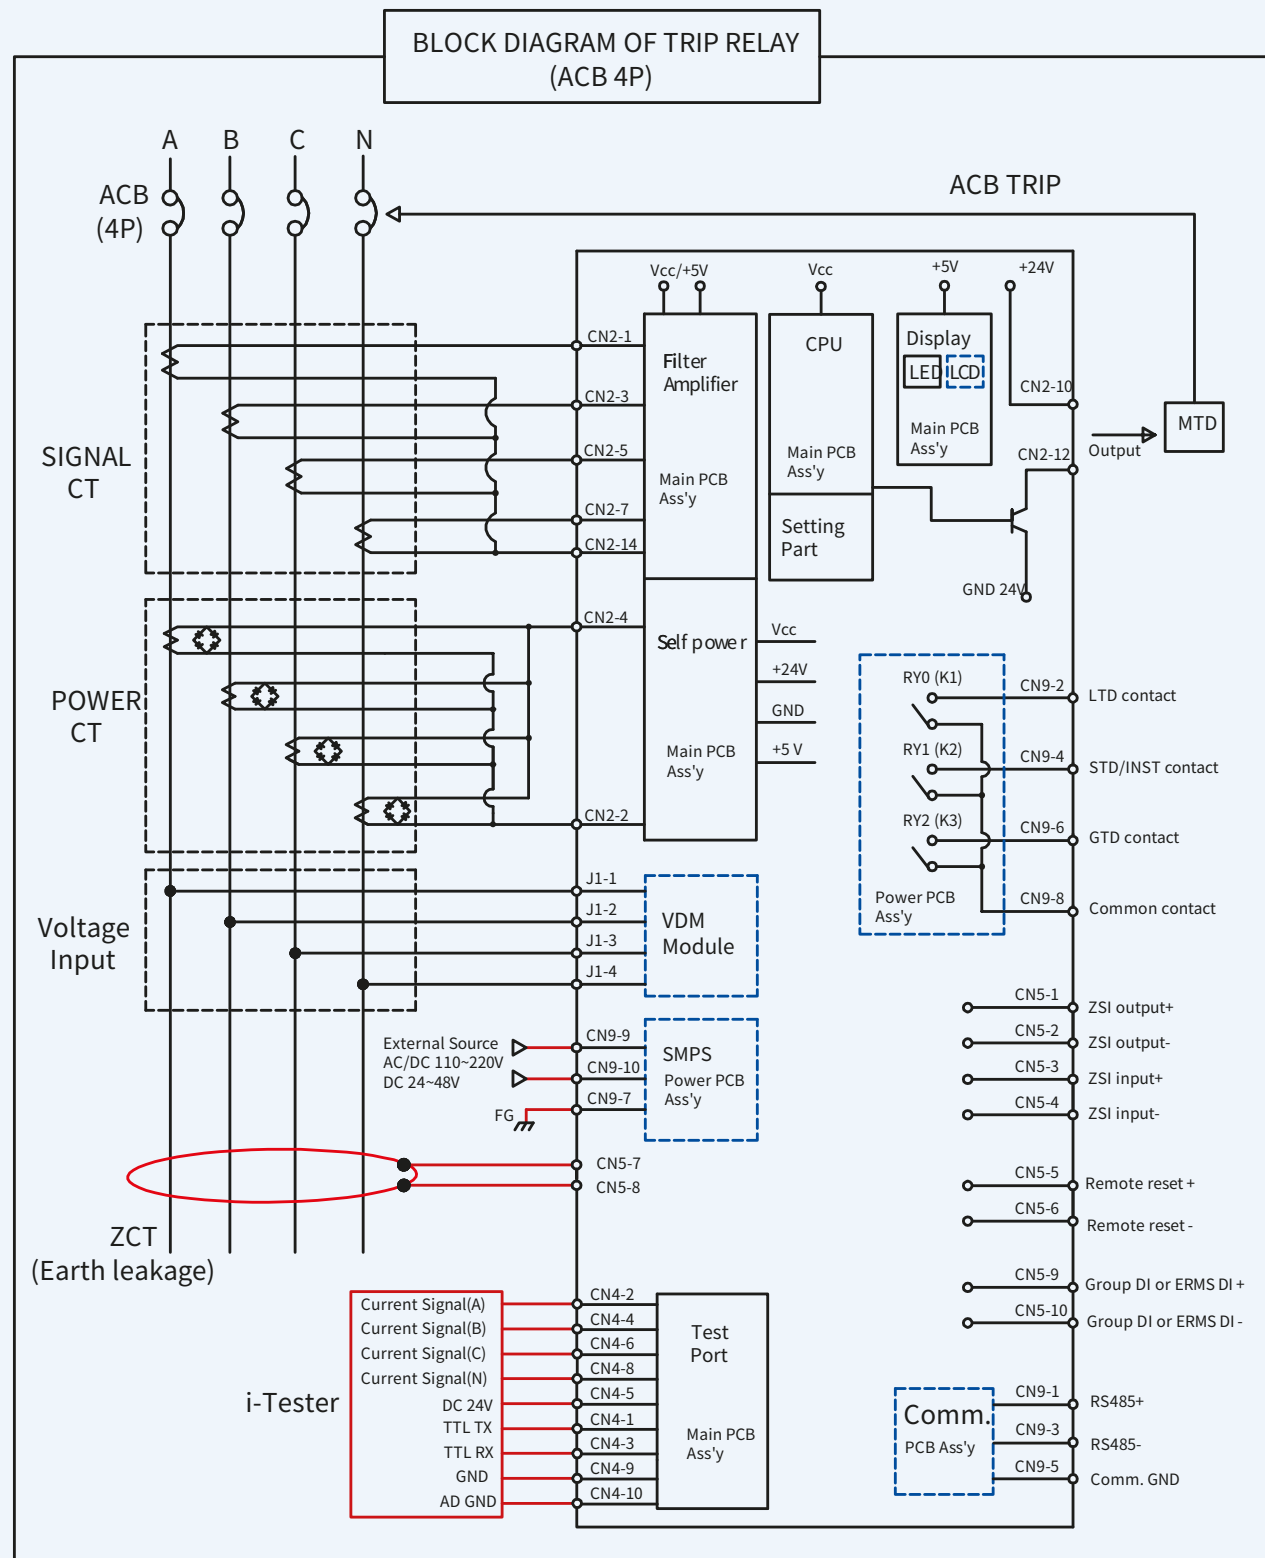 BLOCK DIAGRAM OF TRIP RELAY
(ACB 4P)
A
B
C
N
ACB
(4P)
ACB TRIP
Vcc/+5V
Vcc
+5V
+24V
CN2-1
CN2-3
CN2-5
CN2-7
CN2-14
Filter
Amplifier
Main PCB
Ass'y
CPU
Main PCB
Ass'y
Setting
Part
Display
LED
LCD
Main PCB
Ass'y
CN2-10
MTD
Output
CN2-12
GND 24V
SIGNAL
CT
POWER
CT
CN2-4
CN2-2
Self power
Main PCB
Ass'y
Vcc
+24V
GND
+5 V
RY0 (K1)
RY1 (K2)
RY2 (K3)
Power PCB
Ass'y
CN9-2
LTD contact
CN9-4
STD/INST contact
CN9-6
GTD contact
CN9-8
Common contact
Voltage
Input
J1-1
J1-2
J1-3
J1-4
VDM
Module
External Source
AC/DC 110~220V
DC 24~48V
FG
CN9-9
CN9-10
CN9-7
SMPS
Power PCB
Ass'y
CN5-1
ZSI output+
CN5-2
ZSI output-
CN5-3
ZSI input+
CN5-4
ZSI input-
CN5-7
CN5-8
ZCT
(Earth leakage)
CN5-5
Remote reset +
CN5-6
Remote reset -
CN5-9
Group DI or ERMS DI +
CN5-10
Group DI or ERMS DI -
i-Tester
Current Signal(A)
Current Signal(B)
Current Signal(C)
Current Signal(N)
DC 24V
TTL TX
TTL RX
GND
AD GND
CN4-2
CN4-4
CN4-6
CN4-8
CN4-5
CN4-1
CN4-3
CN4-9
CN4-10
Test
Port
Main PCB
Ass'y
Comm.
PCB Ass'y
CN9-1
RS485+
CN9-3
RS485-
CN9-5
Comm. GND